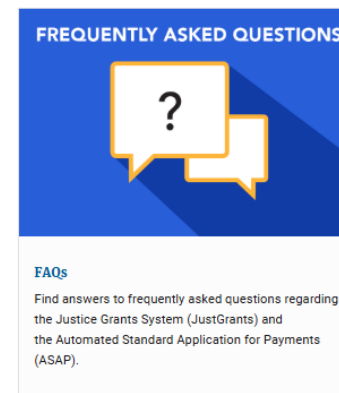 FREQUENTLY ASKED QUESTIONS
?
FAQs
Find answers to frequently asked questions regarding
the Justice Grants System (JustGrants) and
the Automated Standard Application for Payments
(ASAP).